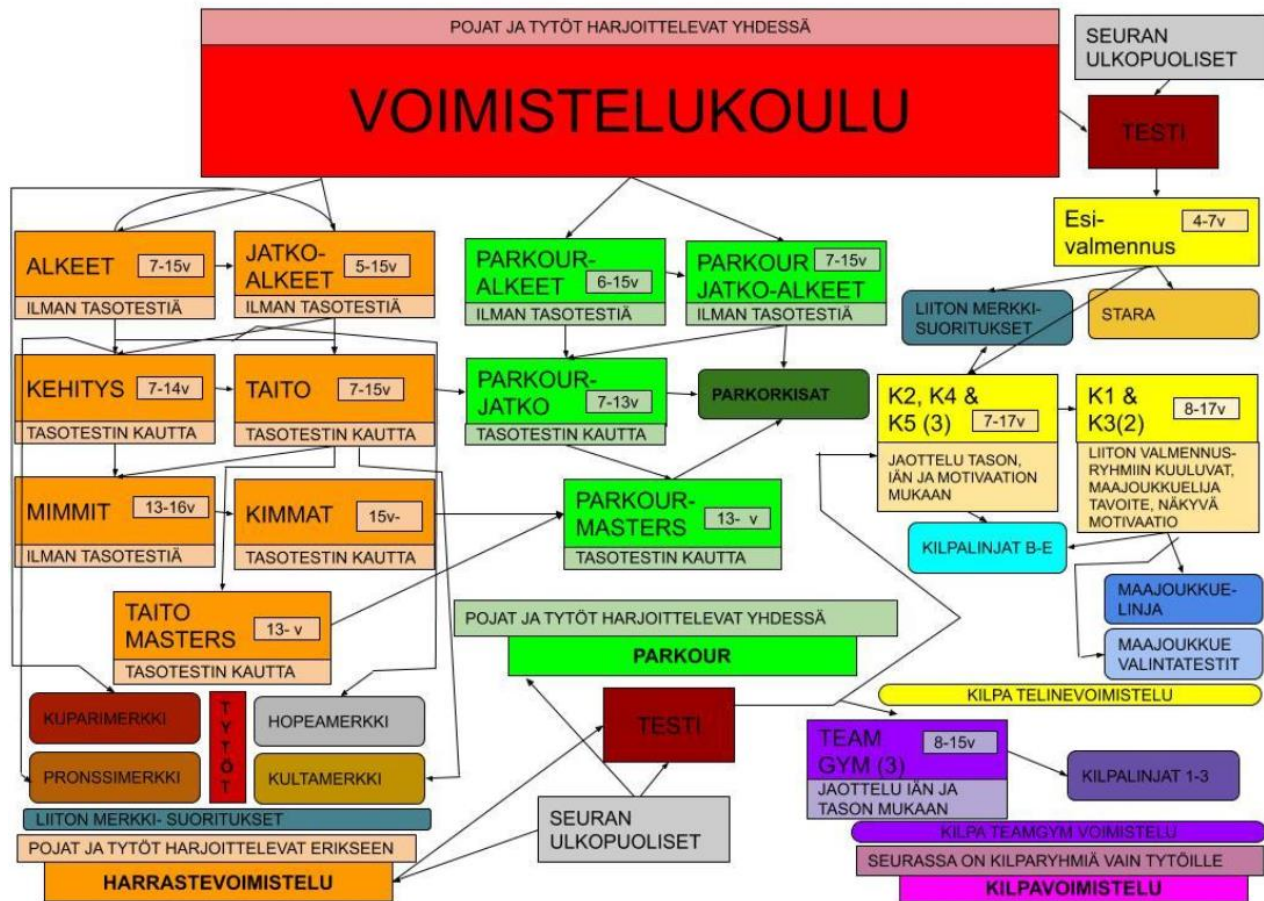 POJAT JA TYTÖT HARJOITTELEVAT YHDESSÄ
VOIMISTELUKOULU
SEURAN
ULKOPUOLISET
TESTI
Esi-
valmennus
4-7v
LIITON MERKKI-
SUORITUKSET
STARA
ALKEET
7-15v
ILMAN TASOTESTIÄ
JATKO-
ALKEET
5-15v
ILMAN TASOTESTIÄ
PARKOUR-
ALKEET
6-15v
ILMAN TASOTESTIÄ
PARKOUR
JATKO-ALKEET
7-15v
ILMAN TASOTESTIÄ
KEHITYS
7-14v
TASOTESTIN KAUTTA
TAITO
7-15v
TASOTESTIN KAUTTA
PARKOUR-
JATKO
7-13v
TASOTESTIN KAUTTA
PARKORKISAT
K2, K4 &
K5 (3)
7-17v
JAOTTELU TASON,
IÄN JA MOTIVAATION
MUKAAN
K1 &
K3(2)
8-17v
LIITON VALMENNUS-
RYHMIIN KUULUVAT,
MAAJOUKKUELIJA
TAVOITE, NÄKYVÄ
MOTIVAATIO
MIMMIT
13-16v
ILMAN TASOTESTIÄ
KIMMAT
15v-
TASOTESTIN KAUTTA
PARKOUR-
MASTERS
13- v
TASOTESTIN KAUTTA
KILPALINJAT B-E
MAAJOUKKUE-
LINJA
MAAJOUKKUE
VALINTATESTIT
TAITO
MASTERS
13- v
TASOTESTIN KAUTTA
POJAT JA TYTÖT HARJOITTELEVAT YHDESSÄ
PARKOUR
KILPA TELINEVOIMISTELU
KUPARIMERKKI
TYTÖT
HOPEAMERKKI
PRONSSIMERKKI
KULTAMERKKI
TESTI
TEAM
GYM (3)
8-15v
JAOTTELU IÄN JA
TASON MUKAAN
KILPALINJAT 1-3
LIITON MERKKI- SUORITUKSET
SEURAN
ULKOPUOLISET
KILPA TEAMGYM VOIMISTELU
POJAT JA TYTÖT HARJOITTELEVAT ERIKSEEN
HARRASTEVOIMISTELU
SEURASSA ON KILPARYHMIÄ VAIN TYTÖILLE
KILPAVOIMISTELU